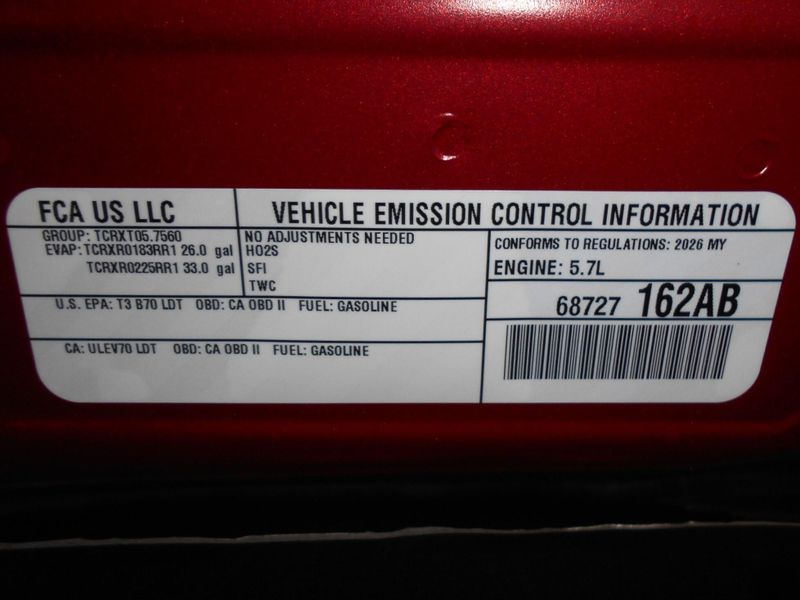 FCA US LLC
VEHICLE EMISSION CONTROL INFORMATION
GROUP: TCRXT05.7560
EVAP: TCRXR0183RR1 26.0 gal
TCRXR0225RR1 33.0 gal
NO ADJUSTMENTS NEEDED
HO2S
SFI
TWC
CONFORMS TO REGULATIONS: 2026 MY
ENGINE: 5.7L
U.S. EPA: T3 B70 LDT OBD: CA OBD II FUEL: GASOLINE
68727 162AB
CA: ULEV70 LDT OBD: CA OBD II FUEL: GASOLINE